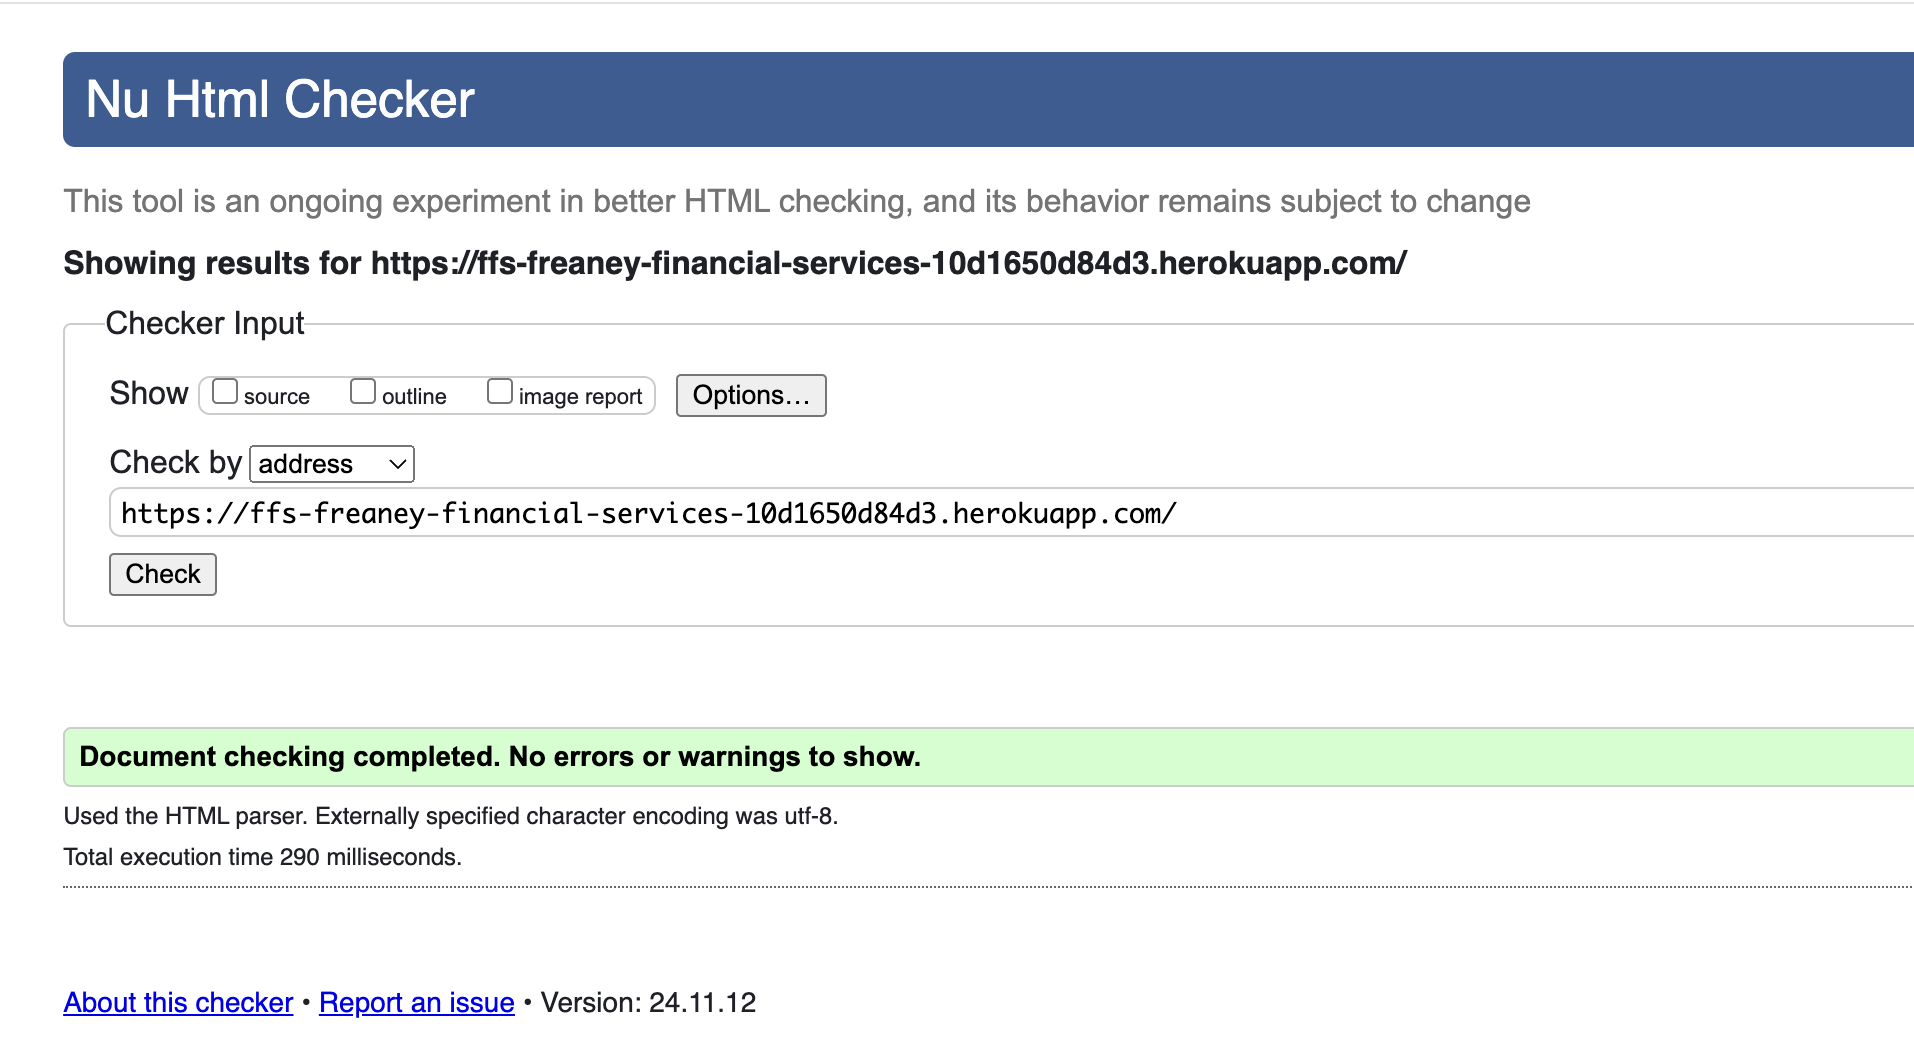 Nu Html Checker
This tool is an ongoing experiment in better HTML checking, and its behavior remains subject to change
Showing results for https://ffs-freaney-financial-services-10d1650d84d3.herokuapp.com/
Checker Input
Show source outline image report Options…
Check by address
https://ffs-freaney-financial-services-10d1650d84d3.herokuapp.com/
Check
Document checking completed. No errors or warnings to show.
Used the HTML parser. Externally specified character encoding was utf-8.
Total execution time 290 milliseconds.
About this checker • Report an issue • Version: 24.11.12